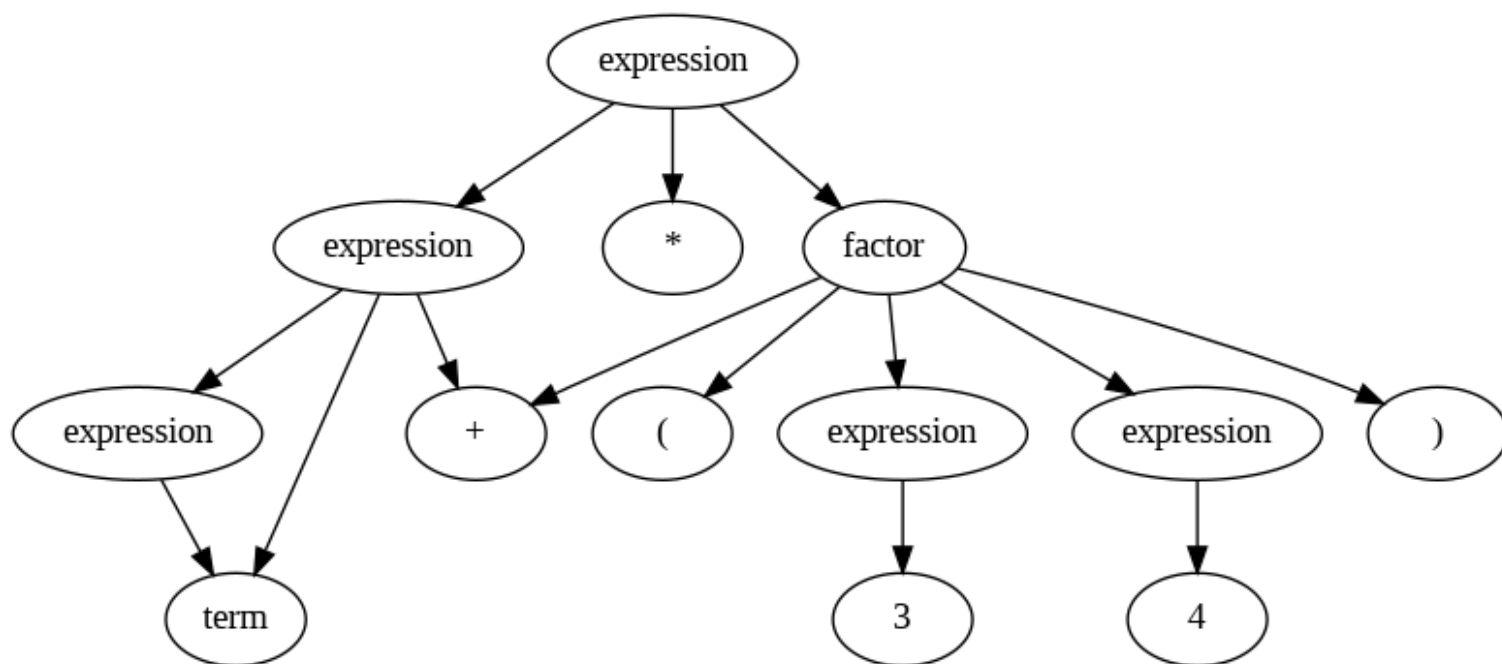 expression
expression * factor
expression + ( expression expression )
term 3 4